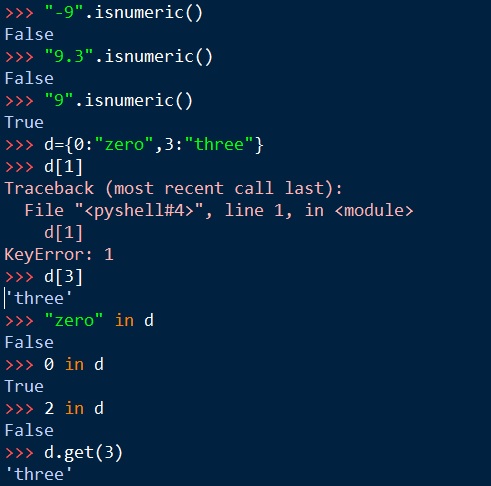 >>> "-9".isnumeric()
False
>>> "9.3".isnumeric()
False
>>> "9".isnumeric()
True
>>> d={0:"zero",3:"three"}
>>> d[1]
Traceback (most recent call last):
  File "<pyshell#4>", line 1, in <module>
    d[1]
KeyError: 1
>>> d[3]
'three'
>>> "zero" in d
False
>>> 0 in d
True
>>> 2 in d
False
>>> d.get(3)
'three'